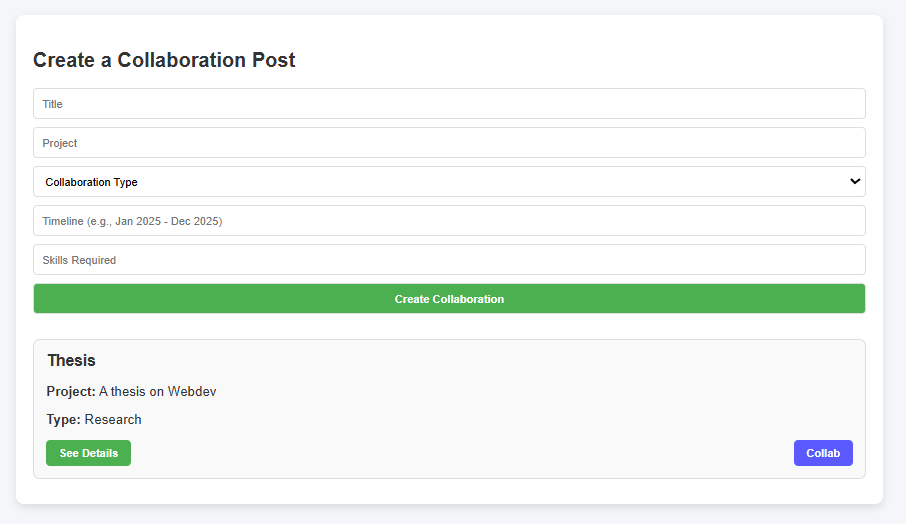 Create a Collaboration Post
Title
Project
Collaboration Type
Timeline (e.g., Jan 2025 - Dec 2025)
Skills Required
Create Collaboration
Thesis
Project: A thesis on Webdev
Type: Research
See Details
Collab